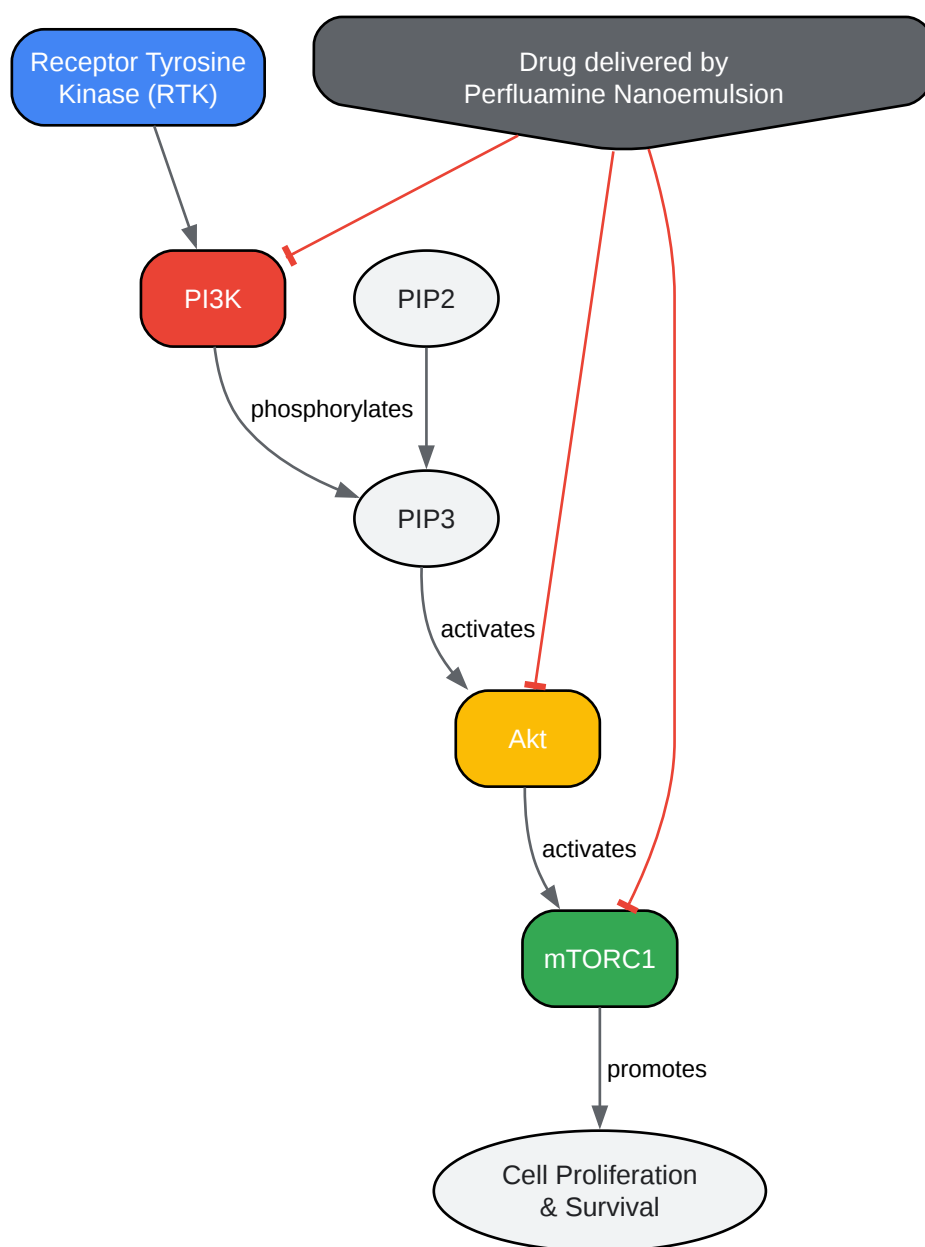 Receptor Tyrosine
Kinase (RTK)
Drug delivered by
Perfluamine Nanoemulsion
PI3K
PIP2
phosphorylates
PIP3
activates
Akt
activates
mTORC1
promotes
Cell Proliferation
& Survival